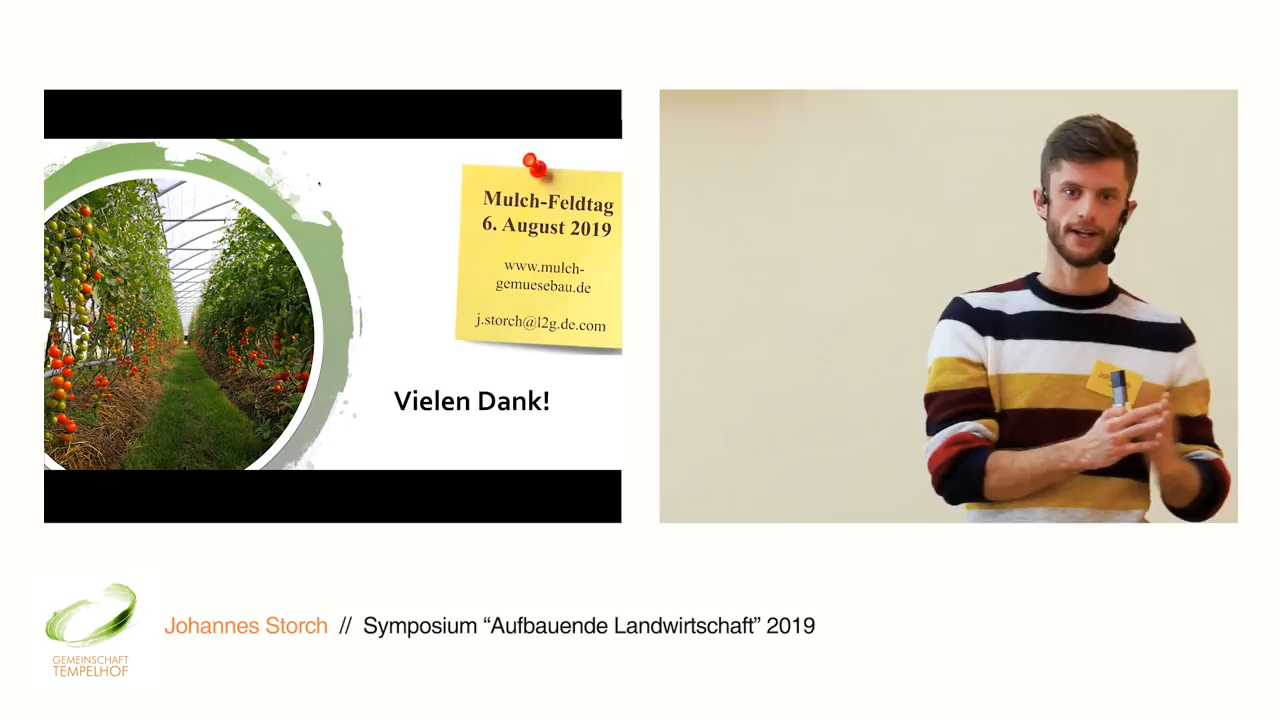 Mulch-Feldtag
6. August 2019
www.mulch-
gemuesebau.de
j.storch@l2g.de.com
Vielen Dank!
GEMEINSCHAFT
TEMPELHOF
Johannes Storch // Symposium “Aufbauende Landwirtschaft” 2019